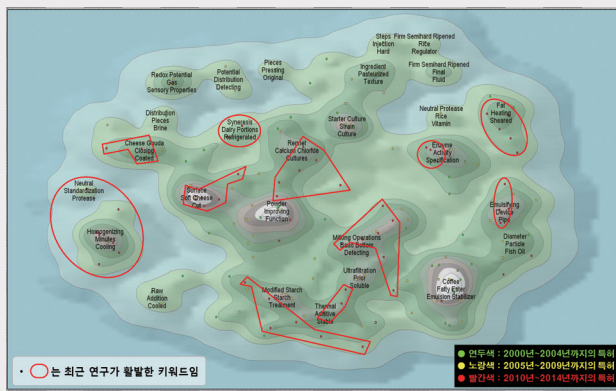 Steps
Injection
Hard
Firm Semihard Ripened
Rice
Regulator
Pieces
Pressing
Original
Ingredient
Pasteurized
Texture
Firm Semihard Ripened
Final
Fluid
Redox Potential
Gas
Sensory Properties
Potential
Distribution
Detecting
Distribution
Pieces
Brine
Synersis
Dairy Portions
Refrigerated
Starter Culture
Strain
Culture
Neutral Protease
Rice
Vitamin
Fat
Heating
Sheared
Cheese Gouda
Closing
Coated
Rennet
Calcium Chloride
Cultures
Enzyme
Activity
Specification
Neutral
Standardization
Protease
Surface
Soft Cheese
Cut
Powder
Improving
Function
Emulsifying
Device
Pipe
Homogenizing
Minutes
Cooling
Milking Operations
Bulb Bottom
Detecting
Diameter
Particle
Fish Oil
Ultrafiltration
Prior
Soluble
Raw
Addition
Cooled
Modified Starch
Starch
Treatment
Thermal
Additive
Stable
Coffee
Fatty Ester
Emulsion Stabilizer
는 최근 연구가 활발한 키워드임
연두색 : 2000년~2004년까지의 특허
노랑색 : 2005년~2009년까지의 특허
빨간색 : 2010년~2014년까지의 특허